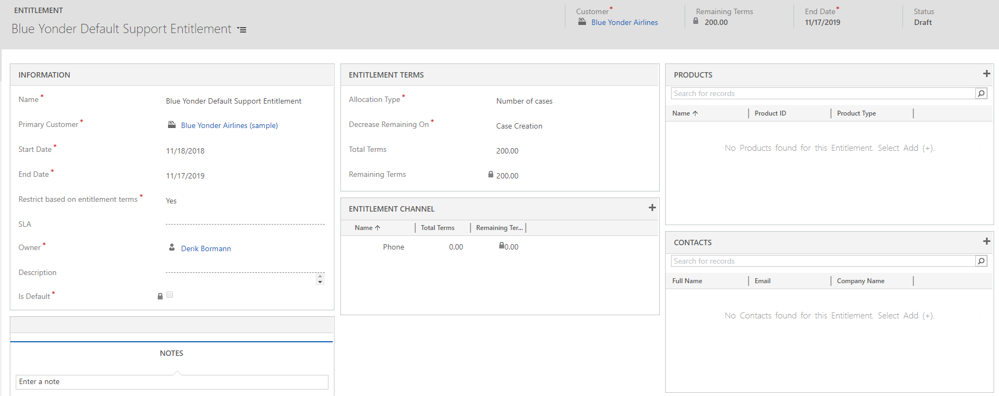 ENTITLEMENT
Blue Yonder Default Support Entitlement
Customer*
Blue Yonder Airlines
Remaining Terms
200.00
End Date*
11/17/2019
Status
Draft
INFORMATION
Name*
Blue Yonder Default Support Entitlement
Primary Customer*
Blue Yonder Airlines (sample)
Start Date*
11/18/2018
End Date*
11/17/2019
Restrict based on entitlement terms*
Yes
SLA
Owner*
Derik Bormann
Description
Is Default*
NOTES
Enter a note
ENTITLEMENT TERMS
Allocation Type*
Number of cases
Decrease Remaining On*
Case Creation
Total Terms
200.00
Remaining Terms
200.00
ENTITLEMENT CHANNEL
Name Total Terms Remaining Ter...
Phone 0.00 0.00
PRODUCTS
Search for records
Name Product ID Product Type
No Products found for this Entitlement. Select Add (+).
CONTACTS
Search for records
Full Name Email Company Name
No Contacts found for this Entitlement. Select Add (+).